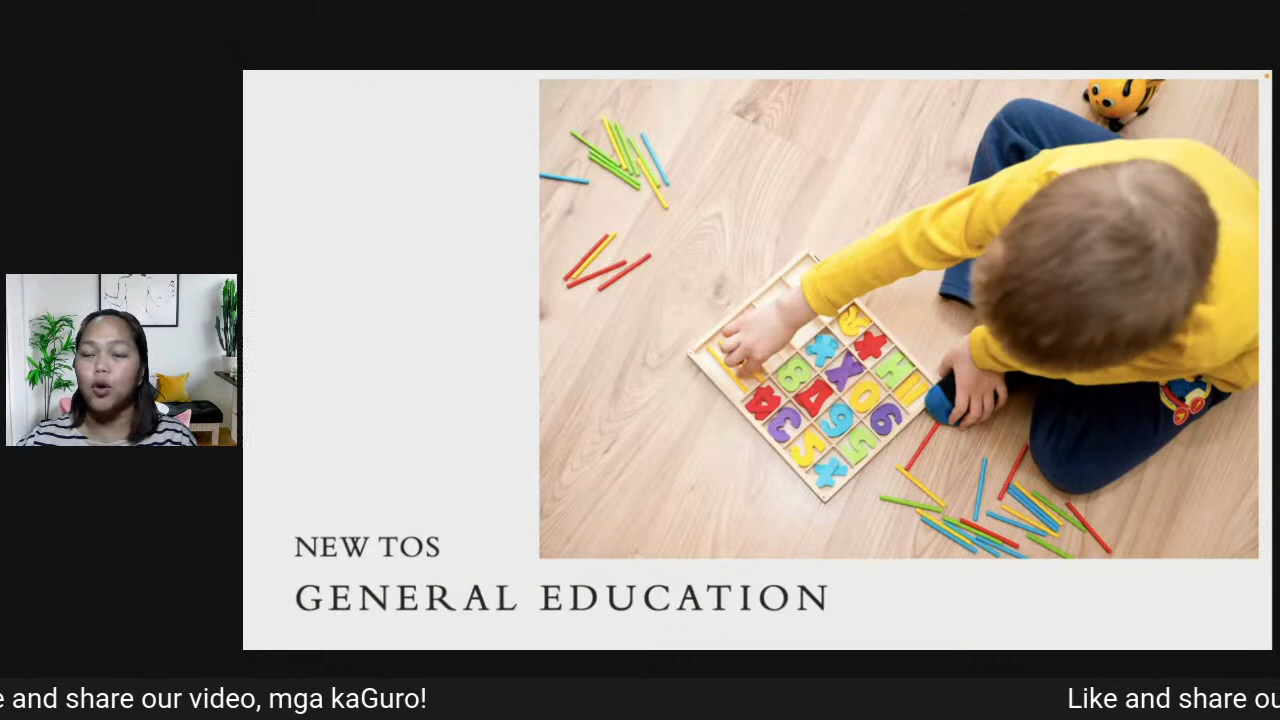 NEW TOS
GENERAL EDUCATION
e and share our video, mga kaGuro!
Like and share ou